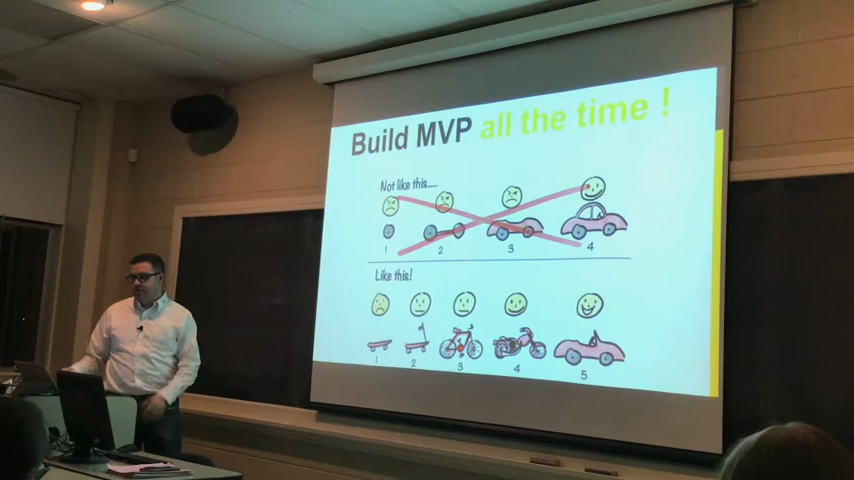 Build MVP all the time !
Not like this....
1 2 3 4
Like this!
1 2 3 4 5